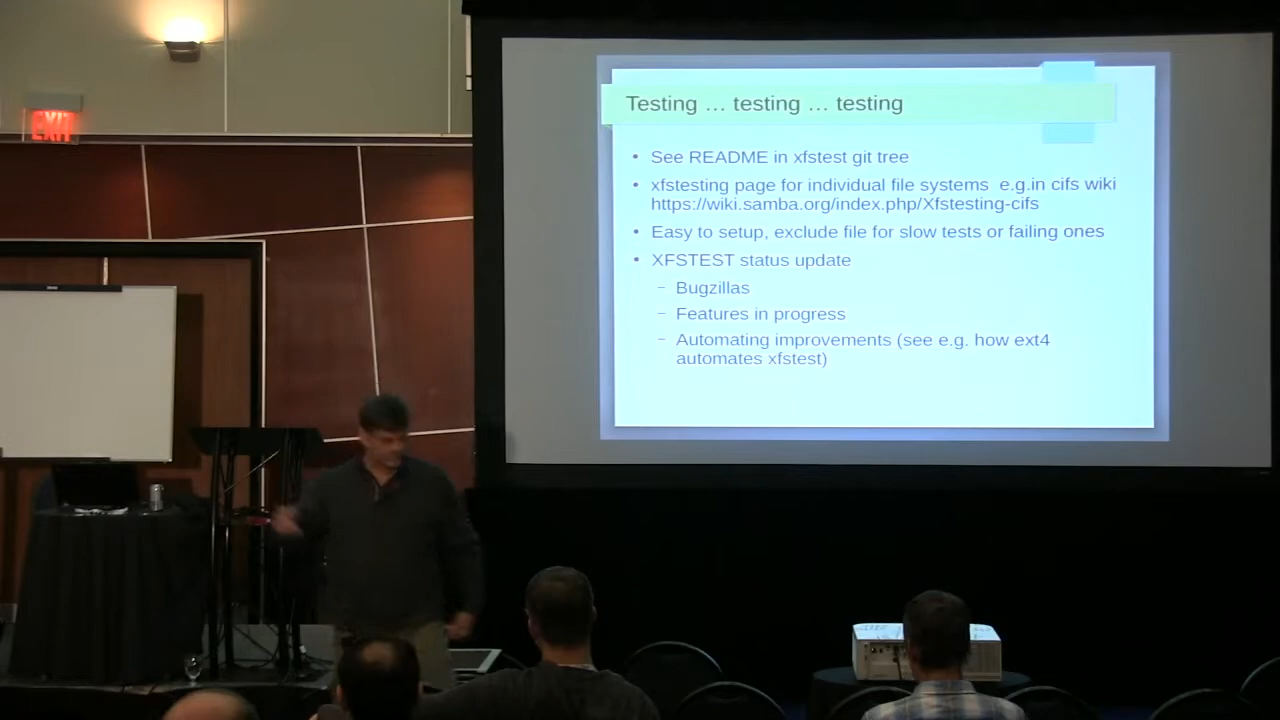 EXIT
Testing … testing … testing
• See README in xfstest git tree
• xfstesting page for individual file systems  e.g.in cifs wiki
https://wiki.samba.org/index.php/Xfstesting-cifs
• Easy to setup, exclude file for slow tests or failing ones
• XFSTEST status update
– Bugzillas
– Features in progress
– Automating improvements (see e.g. how ext4
automates xfstest)